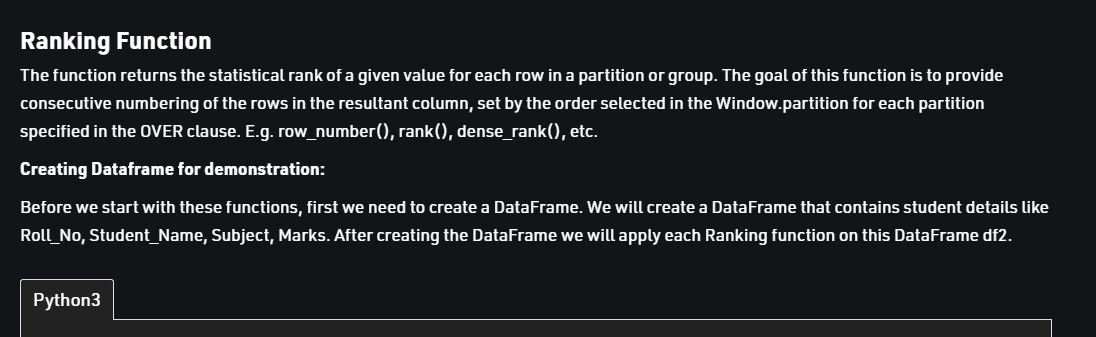 Ranking Function
The function returns the statistical rank of a given value for each row in a partition or group. The goal of this function is to provide
consecutive numbering of the rows in the resultant column, set by the order selected in the Window.partition for each partition
specified in the OVER clause. E.g. row_number(), rank(), dense_rank(), etc.
Creating Dataframe for demonstration:
Before we start with these functions, first we need to create a DataFrame. We will create a DataFrame that contains student details like
Roll_No, Student_Name, Subject, Marks. After creating the DataFrame we will apply each Ranking function on this DataFrame df2.
Python3